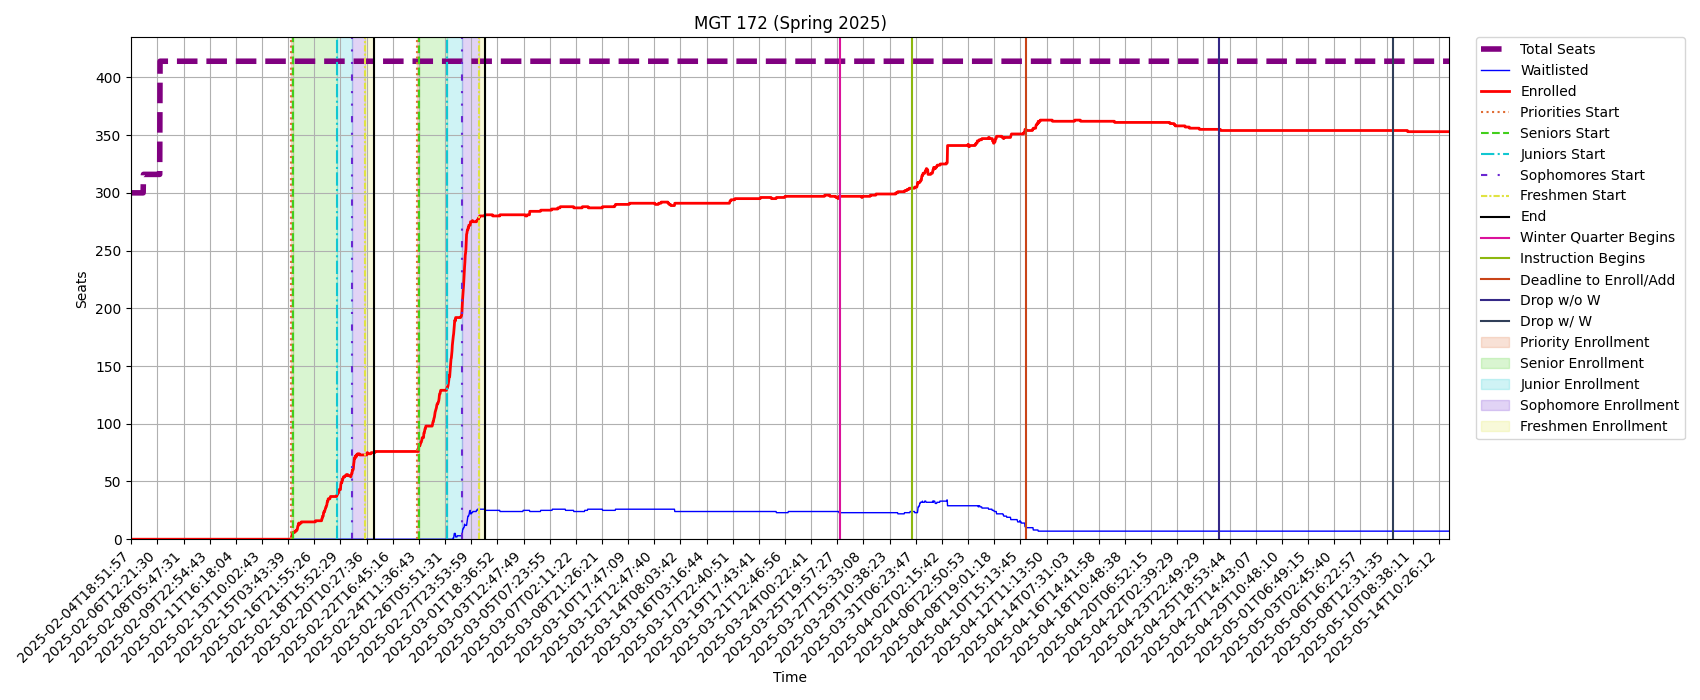 MGT 172 (Spring 2025)
Seats
400
350
300
250
200
150
100
50
0
2025-02-04T18:51:57
2025-02-06T12:21:30
2025-02-08T05:47:31
2025-02-09T22:54:43
2025-02-11T16:18:04
2025-02-13T10:02:43
2025-02-15T03:43:39
2025-02-16T21:55:26
2025-02-18T15:52:29
2025-02-20T10:27:36
2025-02-22T16:45:16
2025-02-24T11:36:43
2025-02-26T05:51:31
2025-02-27T23:53:59
2025-03-01T18:36:52
2025-03-03T12:47:49
2025-03-05T07:23:55
2025-03-07T02:11:22
2025-03-08T21:26:21
2025-03-10T17:47:09
2025-03-12T12:47:40
2025-03-14T08:03:42
2025-03-16T03:16:44
2025-03-17T22:40:51
2025-03-19T17:43:41
2025-03-21T12:46:56
2025-03-24T00:22:41
2025-03-25T19:57:27
2025-03-27T15:33:08
2025-03-29T10:38:23
2025-03-31T06:23:47
2025-04-02T02:15:42
2025-04-06T22:50:53
2025-04-08T19:01:18
2025-04-10T15:13:45
2025-04-12T11:13:50
2025-04-14T07:31:03
2025-04-16T14:41:58
2025-04-18T10:48:38
2025-04-20T06:52:15
2025-04-22T02:39:29
2025-04-23T22:49:29
2025-04-25T18:53:44
2025-04-27T14:43:07
2025-04-29T10:48:10
2025-05-01T06:49:15
2025-05-03T02:45:40
2025-05-06T16:22:57
2025-05-08T12:31:35
2025-05-10T08:38:11
2025-05-14T10:26:12
Time
Total Seats
Waitlisted
Enrolled
Priorities Start
Seniors Start
Juniors Start
Sophomores Start
Freshmen Start
End
Winter Quarter Begins
Instruction Begins
Deadline to Enroll/Add
Drop w/o W
Drop w/ W
Priority Enrollment
Senior Enrollment
Junior Enrollment
Sophomore Enrollment
Freshmen Enrollment